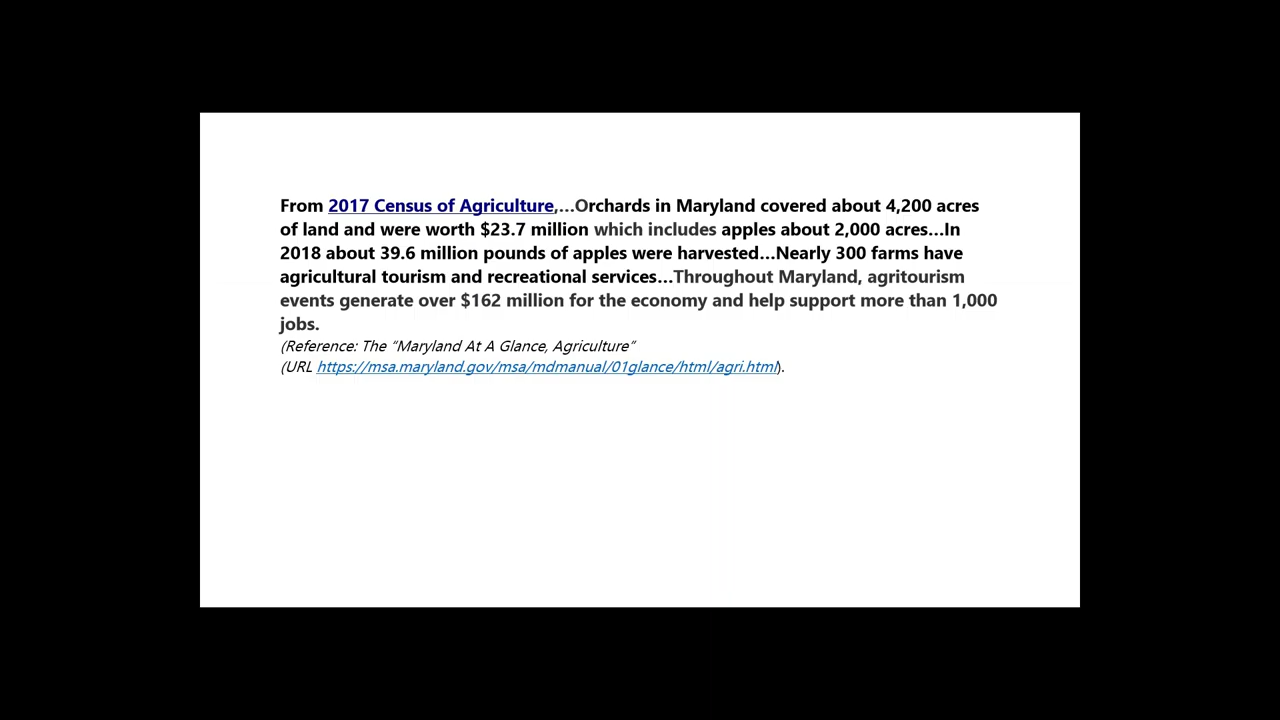 From 2017 Census of Agriculture,...Orchards in Maryland covered about 4,200 acres
of land and were worth $23.7 million which includes apples about 2,000 acres...In
2018 about 39.6 million pounds of apples were harvested...Nearly 300 farms have
agricultural tourism and recreational services...Throughout Maryland, agritourism
events generate over $162 million for the economy and help support more than 1,000
jobs.
(Reference: The “Maryland At A Glance, Agriculture”
(URL https://msa.maryland.gov/msa/mdmanual/01glance/html/agri.html).